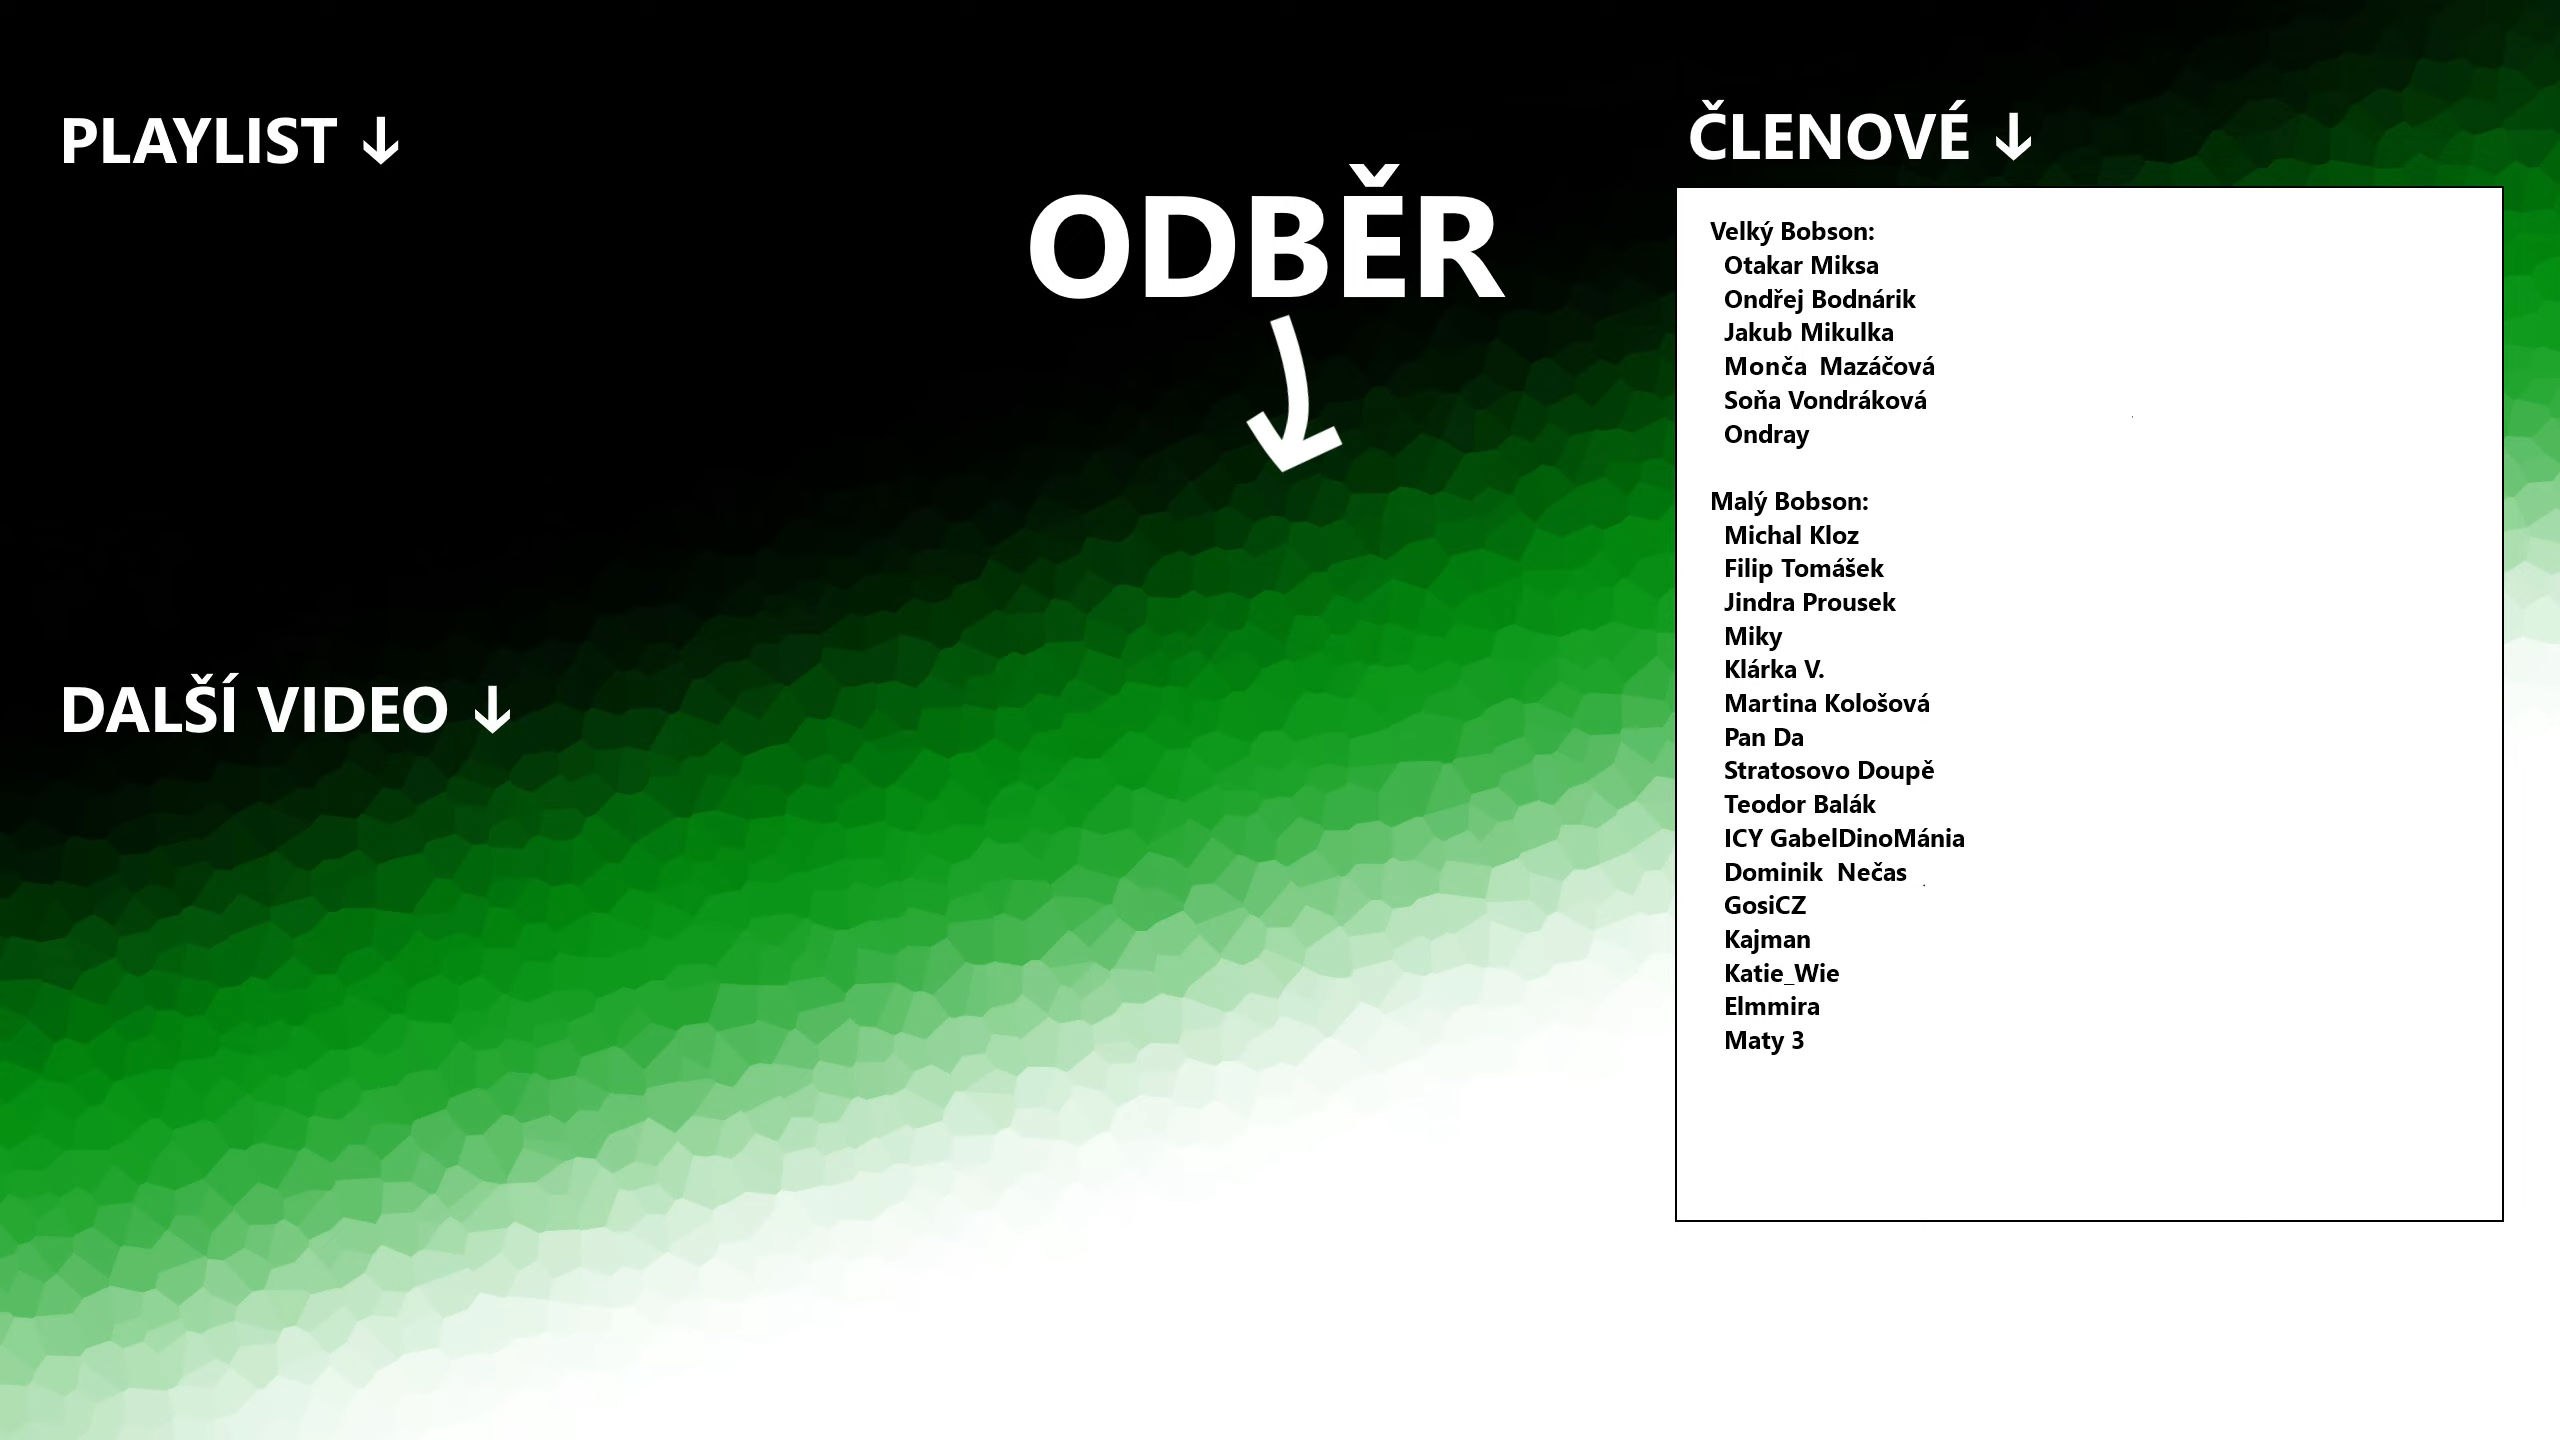 PLAYLIST ↓
DALŠÍ VIDEO ↓
ODBĚR
ČLENOVÉ ↓
Velký Bobson:
Otakar Miksa
Ondřej Bodnárik
Jakub Mikulka
Monča Mazáčová
Soňa Vondráková
Ondray
Malý Bobson:
Michal Kloz
Filip Tomášek
Jindra Prousek
Miky
Klárka V.
Martina Kološová
Pan Da
Stratosovo Doupě
Teodor Balák
ICY GabelDinoMánia
Dominik Nečas
GosiCZ
Kajman
Katie_Wie
Elmmira
Maty 3